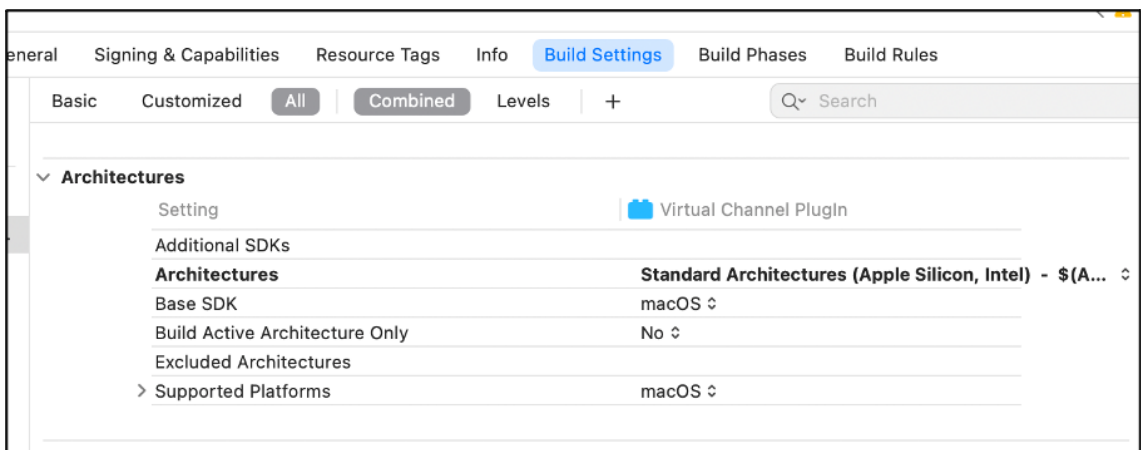 eneral Signing & Capabilities Resource Tags Info Build Settings Build Phases Build Rules
Basic Customized All Combined Levels + Search
Architectures
Setting Virtual Channel PlugIn
Additional SDKs
Architectures Standard Architectures (Apple Silicon, Intel) - $(A...
Base SDK macOS
Build Active Architecture Only No
Excluded Architectures
Supported Platforms macOS